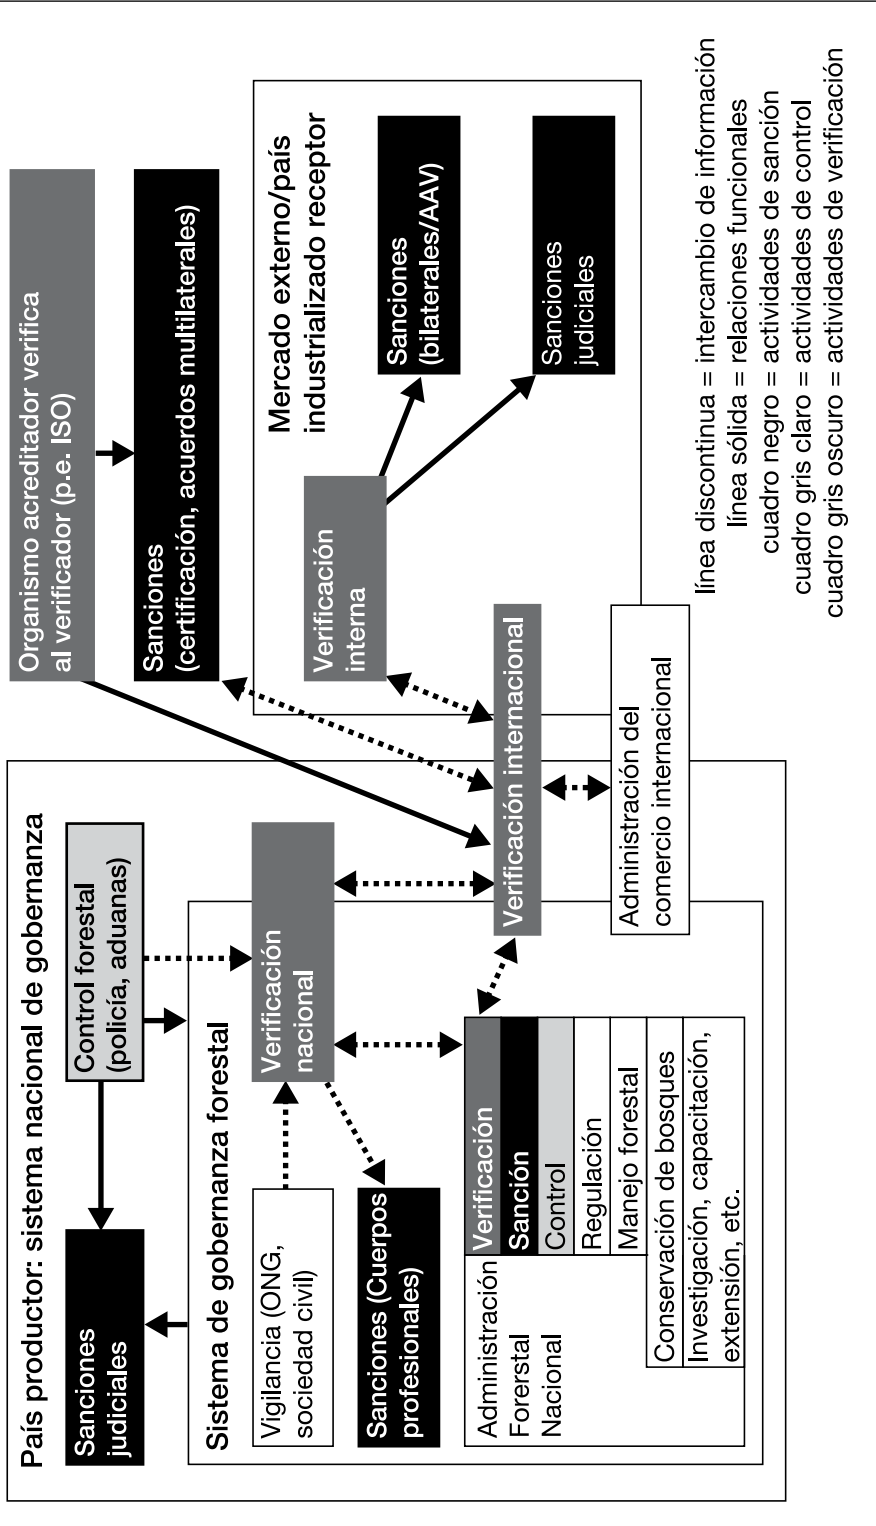 País productor: sistema nacional de gobernanza
Sanciones
judiciales
Control forestal
(policía, aduanas)
Organismo acreditador verifica
al verificador (p.e. ISO)
Sanciones
(certificación, acuerdos multilaterales)
Sistema de gobernanza forestal
Vigilancia (ONG,
sociedad civil)
Verificación
nacional
Sanciones (Cuerpos
profesionales)
Administración
Forerstal
Nacional
Verificación
Sanción
Control
Regulación
Manejo forestal
Conservación de bosques
Investigación, capacitación,
extensión, etc.
Mercado externo/país
industrializado receptor
Verificación
interna
Sanciones
(bilaterales/AAV)
Sanciones
judiciales
Verificación internacional
Administración del
comercio internacional
línea discontinua = intercambio de información
línea sólida = relaciones funcionales
cuadro negro = actividades de sanción
cuadro gris claro = actividades de control
cuadro gris oscuro = actividades de verificación